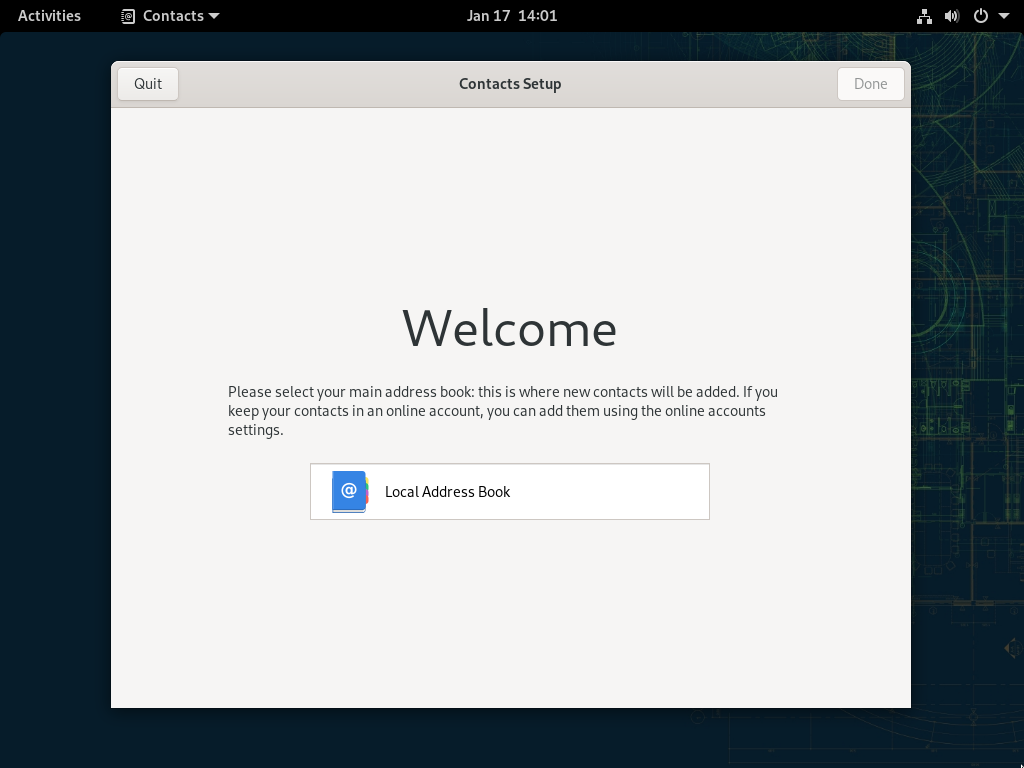 Activities
Contacts
Jan 17 14:01
Quit
Contacts Setup
Done
Welcome
Please select your main address book: this is where new contacts will be added. If you
keep your contacts in an online account, you can add them using the online accounts
settings.
@ Local Address Book